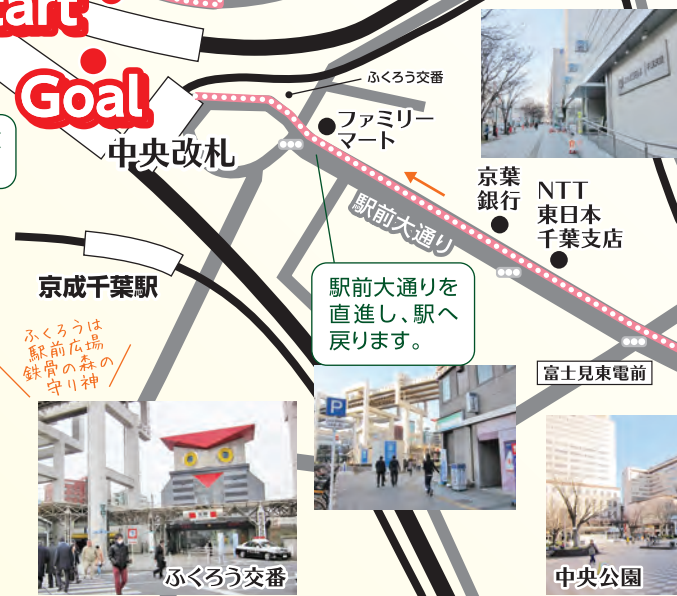 Start
Goal
中央改札
ふくろう交番
ファミリー
マート
京葉
銀行
NTT
東日本
千葉支店
駅前大通り
京成千葉駅
駅前大通りを
直進し、駅へ
戻ります。
富士見東電前
ふくろうは
駅前広場
鉄骨の森の
守り神
P
ふくろう交番
中央公園